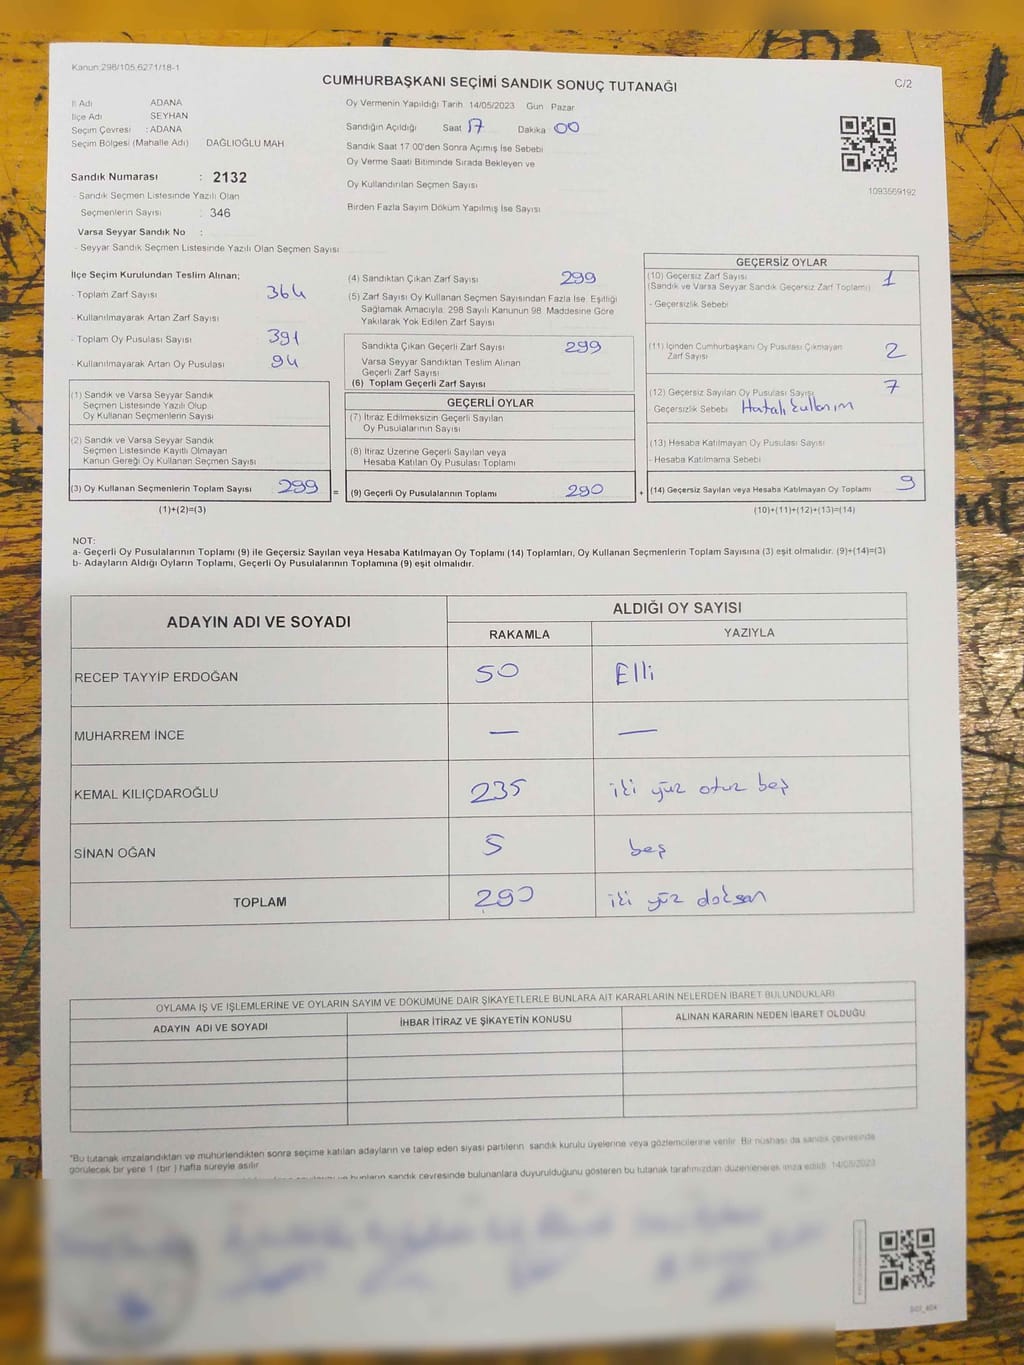 Kanun:298/105,6271/18-1
CUMHURBAŞKANI SEÇİMİ SANDIK SONUÇ TUTANAĞI
C/2
İl Adı ADANA
İlçe Adı SEYHAN
Seçim Çevresi : ADANA
Seçim Bölgesi (Mahalle Adı) DAĞLIOĞLU MAH
Oy Vermenin Yapıldığı Tarih 14/05/2023 Gün Pazar
Sandığın Açıldığı Saat 17 Dakika 00
Sandık Saat 17:00'den Sonra Açımış İse Sebebi
Oy Verme Saati Bitiminde Sırada Bekleyen ve
Oy Kullandırılan Seçmen Sayısı
Birden Fazla Sayım Döküm Yapılmış İse Sayısı
1093569192
Sandık Numarası : 2132
- Sandık Seçmen Listesinde Yazılı Olan
Seçmenlerin Sayısı : 346
Varsa Seyyar Sandık No :
- Seyyar Sandık Seçmen Listesinde Yazılı Olan Seçmen Sayısı
İlçe Seçim Kurulundan Teslim Alınan;
- Toplam Zarf Sayısı 364
- Kullanılmayarak Artan Zarf Sayısı
- Toplam Oy Pusulası Sayısı 391
- Kullanılmayarak Artan Oy Pusulası 94
(1) Sandık ve Varsa Seyyar Sandık
Seçmen Listesinde Yazılı Olup
Oy Kullanan Seçmenlerin Sayısı
(2) Sandık ve Varsa Seyyar Sandık
Seçmen Listesinde Kayıtlı Olmayan
Kanun Gereği Oy Kullanan Seçmen Sayısı
(3) Oy Kullanan Seçmenlerin Toplam Sayısı 299 =
(1)+(2)=(3)
(4) Sandıktan Çıkan Zarf Sayısı 299
(5) Zarf Sayısı Oy Kullanan Seçmen Sayısından Fazla İse, Eşitliği
Sağlamak Amacıyla; 298 Sayılı Kanunun 98. Maddesine Göre
Yakılarak Yok Edilen Zarf Sayısı
Sandıkta Çıkan Geçerli Zarf Sayısı 299
Varsa Seyyar Sandıktan Teslim Alınan
Geçerli Zarf Sayısı
(6) Toplam Geçerli Zarf Sayısı
GEÇERLİ OYLAR
(7) İtiraz Edilmeksizin Geçerli Sayılan
Oy Pusulalarının Sayısı
(8) İtiraz Üzerine Geçerli Sayılan veya
Hesaba Katılan Oy Pusulası Toplamı
(9) Geçerli Oy Pusulalarının Toplamı 290 +
GEÇERSİZ OYLAR
(10) Geçersiz Zarf Sayısı 1
(Sandık ve Varsa Seyyar Sandık Geçersiz Zarf Toplamı)
- Geçersizlik Sebebi
(11) İçinden Cumhurbaşkanı Oy Pusulası Çıkmayan
Zarf Sayısı 2
(12) Geçersiz Sayılan Oy Pusulası Sayısı 7
Geçersizlik Sebebi Hatalı kullanım
(13) Hesaba Katılmayan Oy Pusulası Sayısı
- Hesaba Katılmama Sebebi
(14) Geçersiz Sayılan veya Hesaba Katılmayan Oy Toplamı 9
(10)+(11)+(12)+(13)=(14)
NOT:
a- Geçerli Oy Pusulalarının Toplamı (9) ile Geçersiz Sayılan veya Hesaba Katılmayan Oy Toplamı (14) Toplamları, Oy Kullanan Seçmenlerin Toplam Sayısına (3) eşit olmalıdır. (9)+(14)=(3)
b- Adayların Aldığı Oyların Toplamı, Geçerli Oy Pusulalarının Toplamına (9) eşit olmalıdır.
ADAYIN ADI VE SOYADI
ALDIĞI OY SAYISI
RAKAMLA YAZIYLA
RECEP TAYYİP ERDOĞAN 50 Elli
MUHARREM İNCE — —
KEMAL KILIÇDAROĞLU 235 iki yüz otuz beş
SİNAN OĞAN 5 beş
TOPLAM 290 iki yüz doksan
OYLAMA İŞ VE İŞLEMLERİNE VE OYLARIN SAYIM VE DÖKÜMÜNE DAİR ŞİKAYETLERLE BUNLARA AİT KARARLARIN NELERDEN İBARET BULUNDUKLARI
ADAYIN ADI VE SOYADI İHBAR İTİRAZ VE ŞİKAYETİN KONUSU ALINAN KARARIN NEDEN İBARET OLDUĞU
*Bu tutanak imzalandıktan ve mühürlendikten sonra seçime katılan adayların ve talep eden siyasi partilerin, sandık kurulu üyelerine veya gözlemcilerine verilir. Bir nüshası da sandık çevresinde
görülecek bir yere 1 (bir ) hafta süreyle asılır.
ve bunların sandık çevresinde bulunanlara duyurulduğunu gösteren bu tutanak tarafımızdan düzenlenerek imza edildi. 14/05/2023